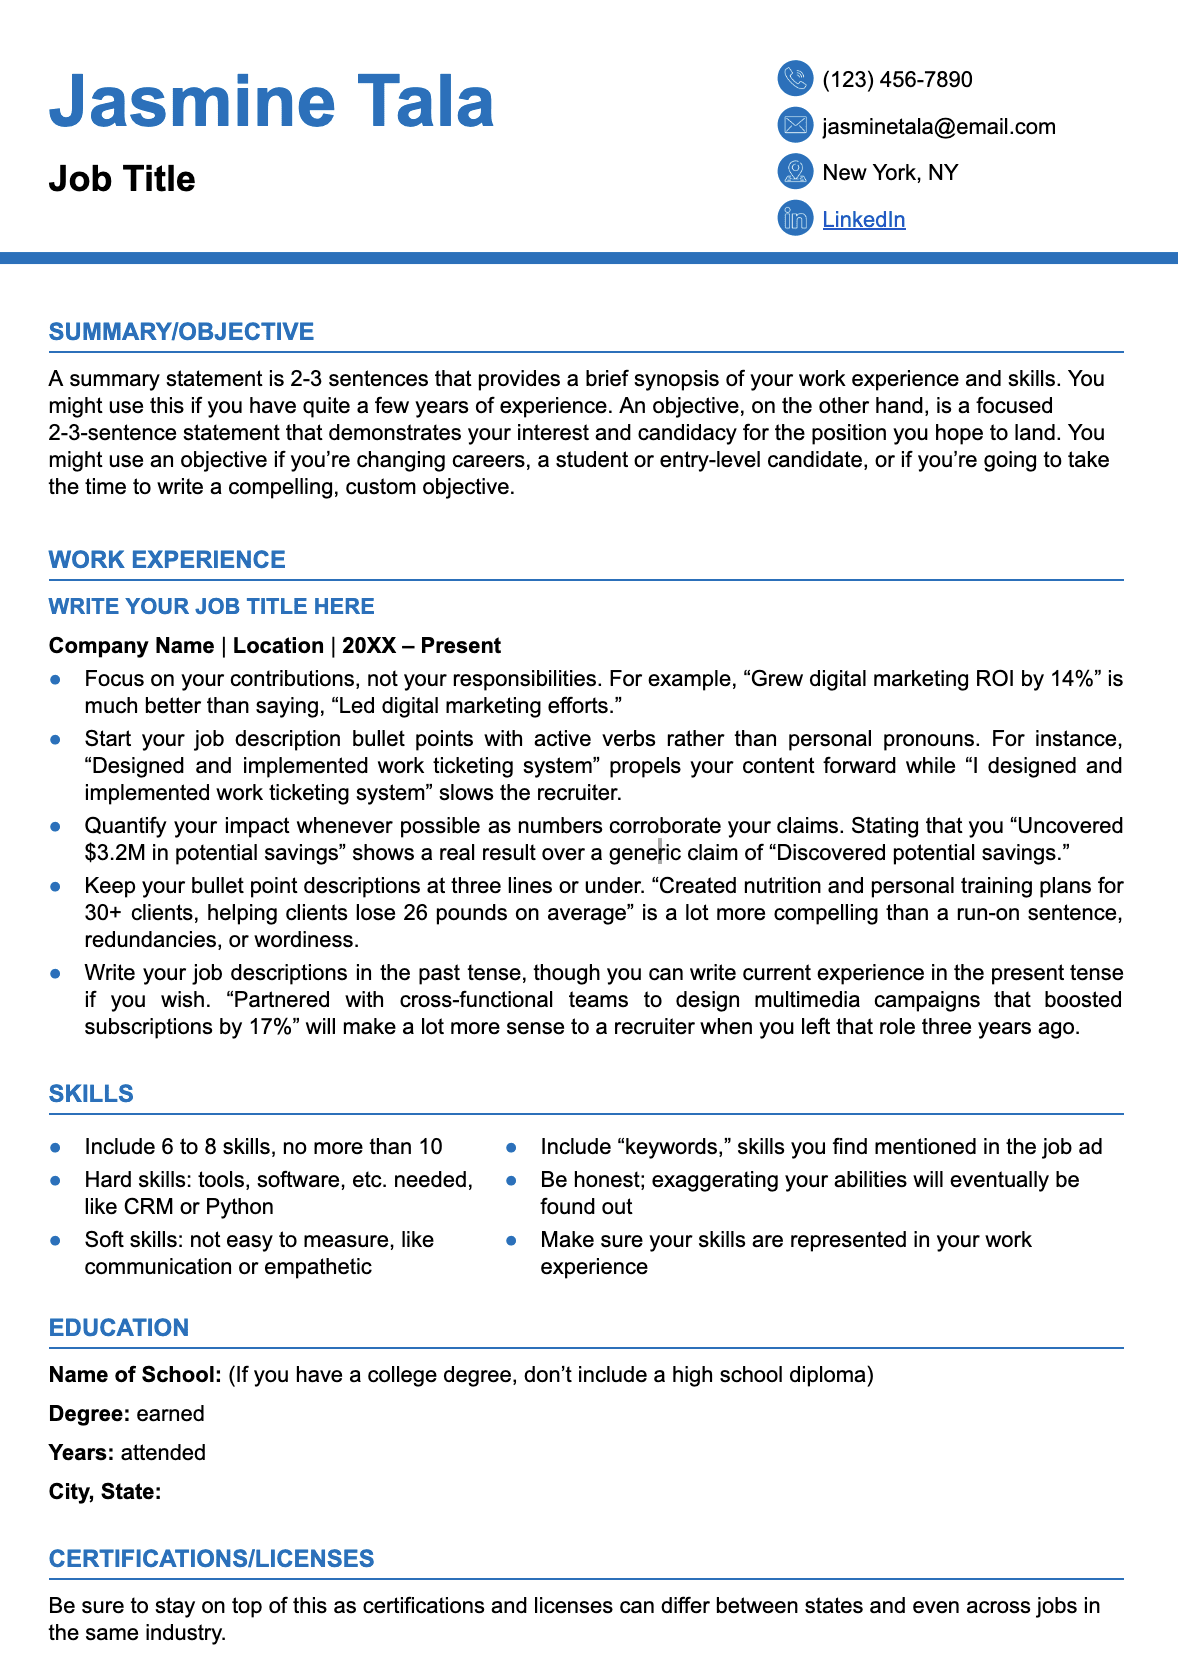 Jasmine Tala
Job Title
(123) 456-7890
jasminetala@email.com
New York, NY
LinkedIn
SUMMARY/OBJECTIVE
A summary statement is 2-3 sentences that provides a brief synopsis of your work experience and skills. You
might use this if you have quite a few years of experience. An objective, on the other hand, is a focused
2-3-sentence statement that demonstrates your interest and candidacy for the position you hope to land. You
might use an objective if you’re changing careers, a student or entry-level candidate, or if you’re going to take
the time to write a compelling, custom objective.
WORK EXPERIENCE
WRITE YOUR JOB TITLE HERE
Company Name | Location | 20XX – Present
● Focus on your contributions, not your responsibilities. For example, “Grew digital marketing ROI by 14%” is
much better than saying, “Led digital marketing efforts.”
● Start your job description bullet points with active verbs rather than personal pronouns. For instance,
“Designed and implemented work ticketing system” propels your content forward while “I designed and
implemented work ticketing system” slows the recruiter.
● Quantify your impact whenever possible as numbers corroborate your claims. Stating that you “Uncovered
$3.2M in potential savings” shows a real result over a generic claim of “Discovered potential savings.”
● Keep your bullet point descriptions at three lines or under. “Created nutrition and personal training plans for
30+ clients, helping clients lose 26 pounds on average” is a lot more compelling than a run-on sentence,
redundancies, or wordiness.
● Write your job descriptions in the past tense, though you can write current experience in the present tense
if you wish. “Partnered with cross-functional teams to design multimedia campaigns that boosted
subscriptions by 17%” will make a lot more sense to a recruiter when you left that role three years ago.
SKILLS
● Include 6 to 8 skills, no more than 10
● Hard skills: tools, software, etc. needed,
like CRM or Python
● Soft skills: not easy to measure, like
communication or empathetic
● Include “keywords,” skills you find mentioned in the job ad
● Be honest; exaggerating your abilities will eventually be
found out
● Make sure your skills are represented in your work
experience
EDUCATION
Name of School: (If you have a college degree, don’t include a high school diploma)
Degree: earned
Years: attended
City, State:
CERTIFICATIONS/LICENSES
Be sure to stay on top of this as certifications and licenses can differ between states and even across jobs in
the same industry.